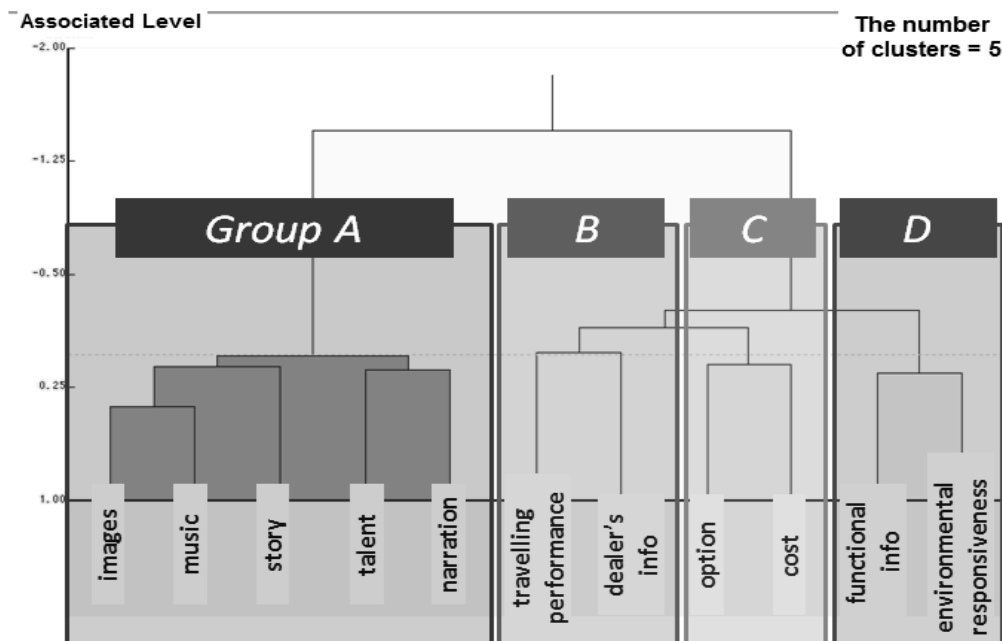 Associated Level
The number
of clusters = 5
-2.00
-1.25
-0.50
0.25
1.00
Group A
B
C
D
images
music
story
talent
narration
travelling
performance
dealer's
info
option
cost
functional
info
environmental
responsiveness